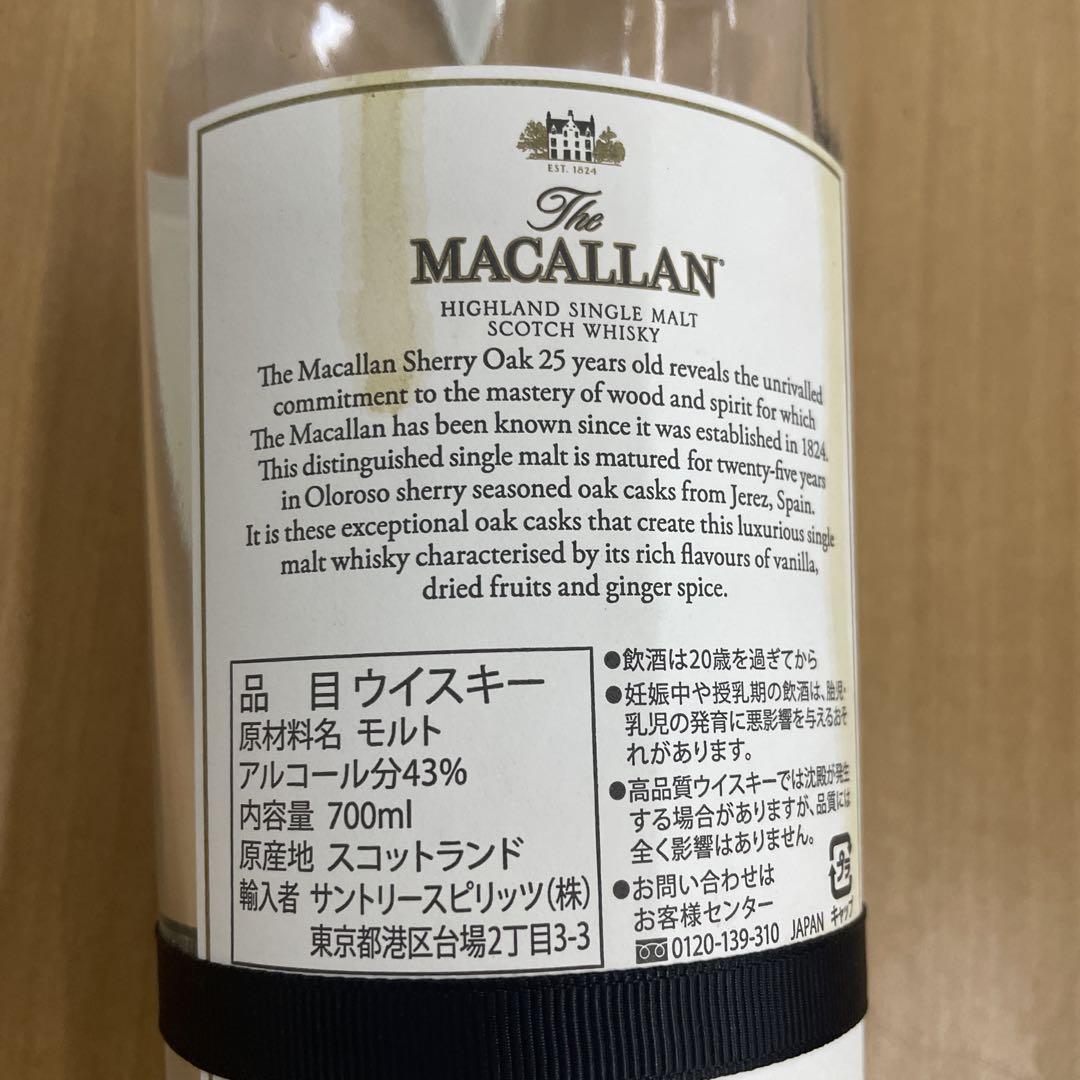 EST. 1824
The
MACALLAN
HIGHLAND SINGLE MALT
SCOTCH WHISKY
The Macallan Sherry Oak 25 years old reveals the unrivalled
commitment to the mastery of wood and spirit for which
The Macallan has been known since it was established in 1824.
This distinguished single malt is matured for twenty-five years
in Oloroso sherry seasoned oak casks from Jerez, Spain.
It is these exceptional oak casks that create this luxurious single
malt whisky characterised by its rich flavours of vanilla,
dried fruits and ginger spice.
品 目 ウイスキー
原材料名 モルト
アルコール分43%
内容量 700ml
原産地 スコットランド
輸入者 サントリースピリッツ(株)
東京都港区台場2丁目3-3
●飲酒は20歳を過ぎてから
●妊娠中や授乳期の飲酒は、胎児・
乳児の発育に悪影響を与えるおそ
れがあります。
●高品質ウイスキーでは沈殿が発生
する場合がありますが、品質には
全く影響はありません。
●お問い合わせは
お客様センター
0120-139-310 JAPAN
プラ
キャップ